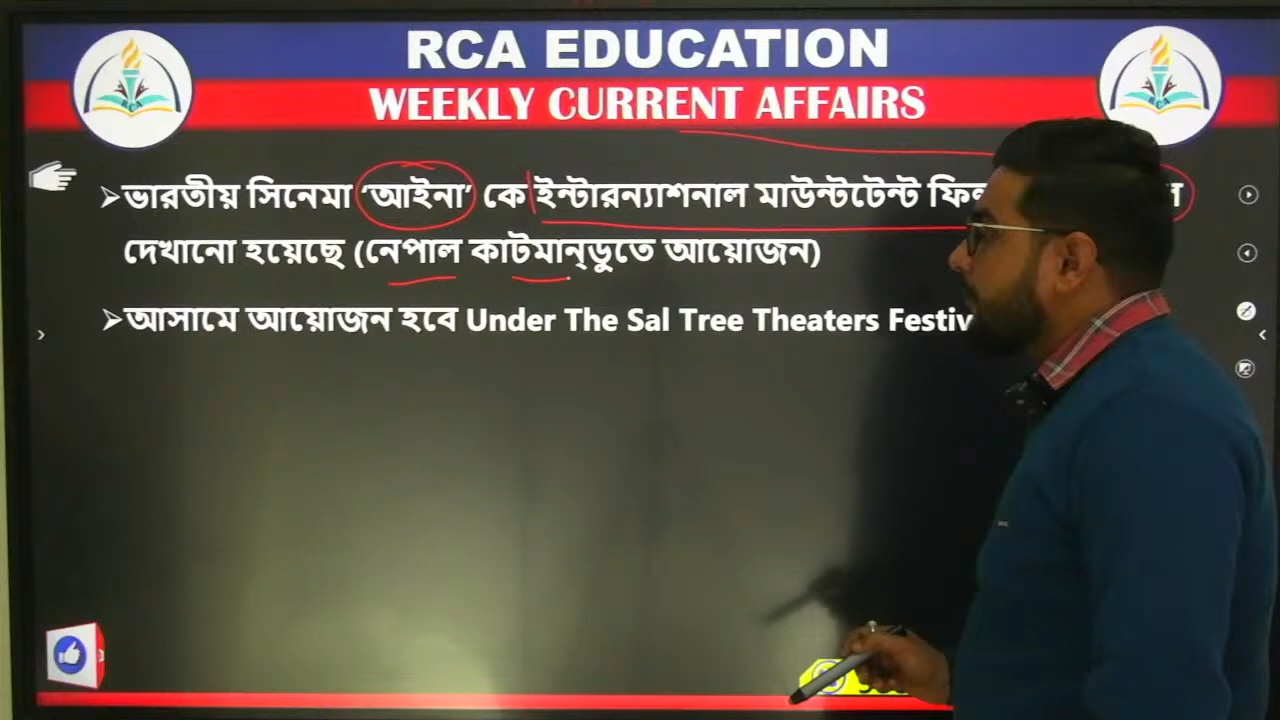 RCA EDUCATION
WEEKLY CURRENT AFFAIRS
➢ভারতীয় সিনেমা ‘আইনা’ কে ইন্টারন্যাশনাল মাউন্টটেন্ট
দেখানো হয়েছে (নেপাল কাটমান্ডুতে আয়োজন)
➢আসামে আয়োজন হবে Under The Sal Tree Theaters